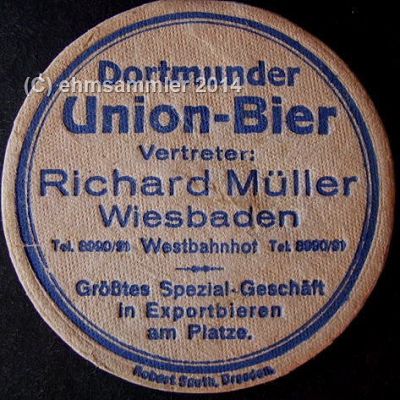 (C) ehmsammler 2014
Dortmunder
Union-Bier
Vertreter:
Richard Müller
Wiesbaden
Tel. 8990/91 Westbahnhof Tel. 8990/91
Größtes Spezial-Geschäft
in Exportbieren
am Platze.
Robert Sputh, Dresden.